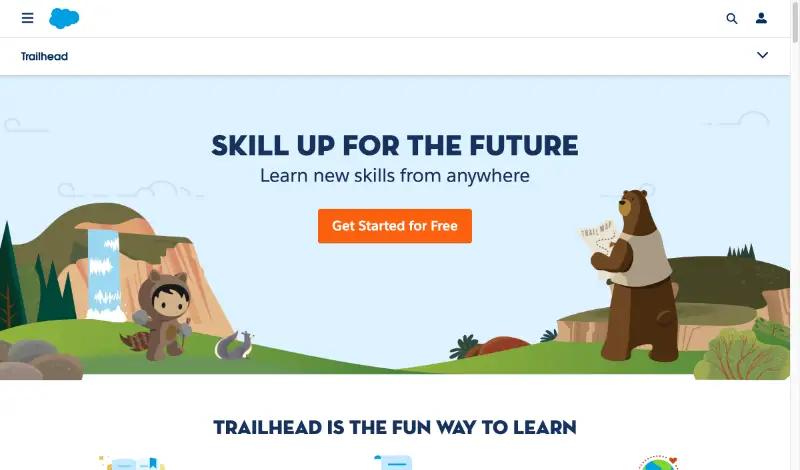 Trailhead
SKILL UP FOR THE FUTURE
Learn new skills from anywhere
Get Started for Free
TRAIL MAP
TRAILHEAD IS THE FUN WAY TO LEARN